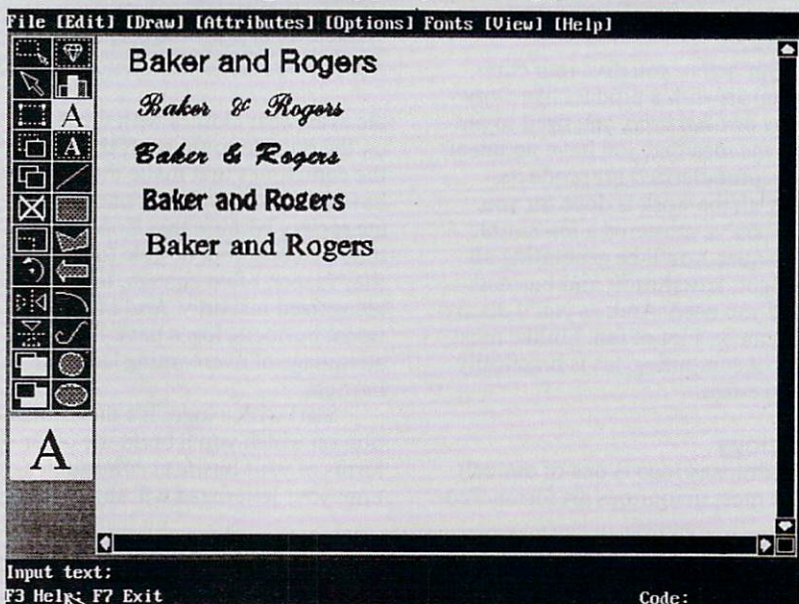 File [Edit] [Draw] [Attributes] [Options] Fonts [View] [Help]
A
A
Baker and Rogers
Baker & Rogers
Baker & Rogers
Baker and Rogers
Baker and Rogers
A
Input text:
F3 Help; F7 Exit Code: